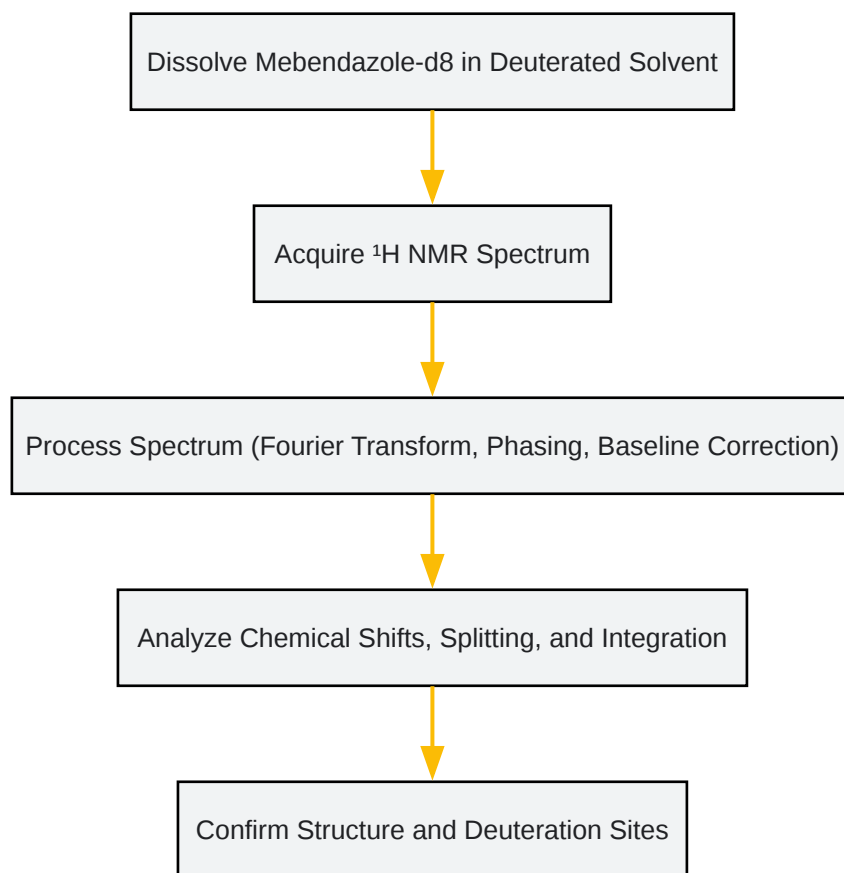 Dissolve Mebendazole-d8 in Deuterated Solvent
Acquire ¹H NMR Spectrum
Process Spectrum (Fourier Transform, Phasing, Baseline Correction)
Analyze Chemical Shifts, Splitting, and Integration
Confirm Structure and Deuteration Sites